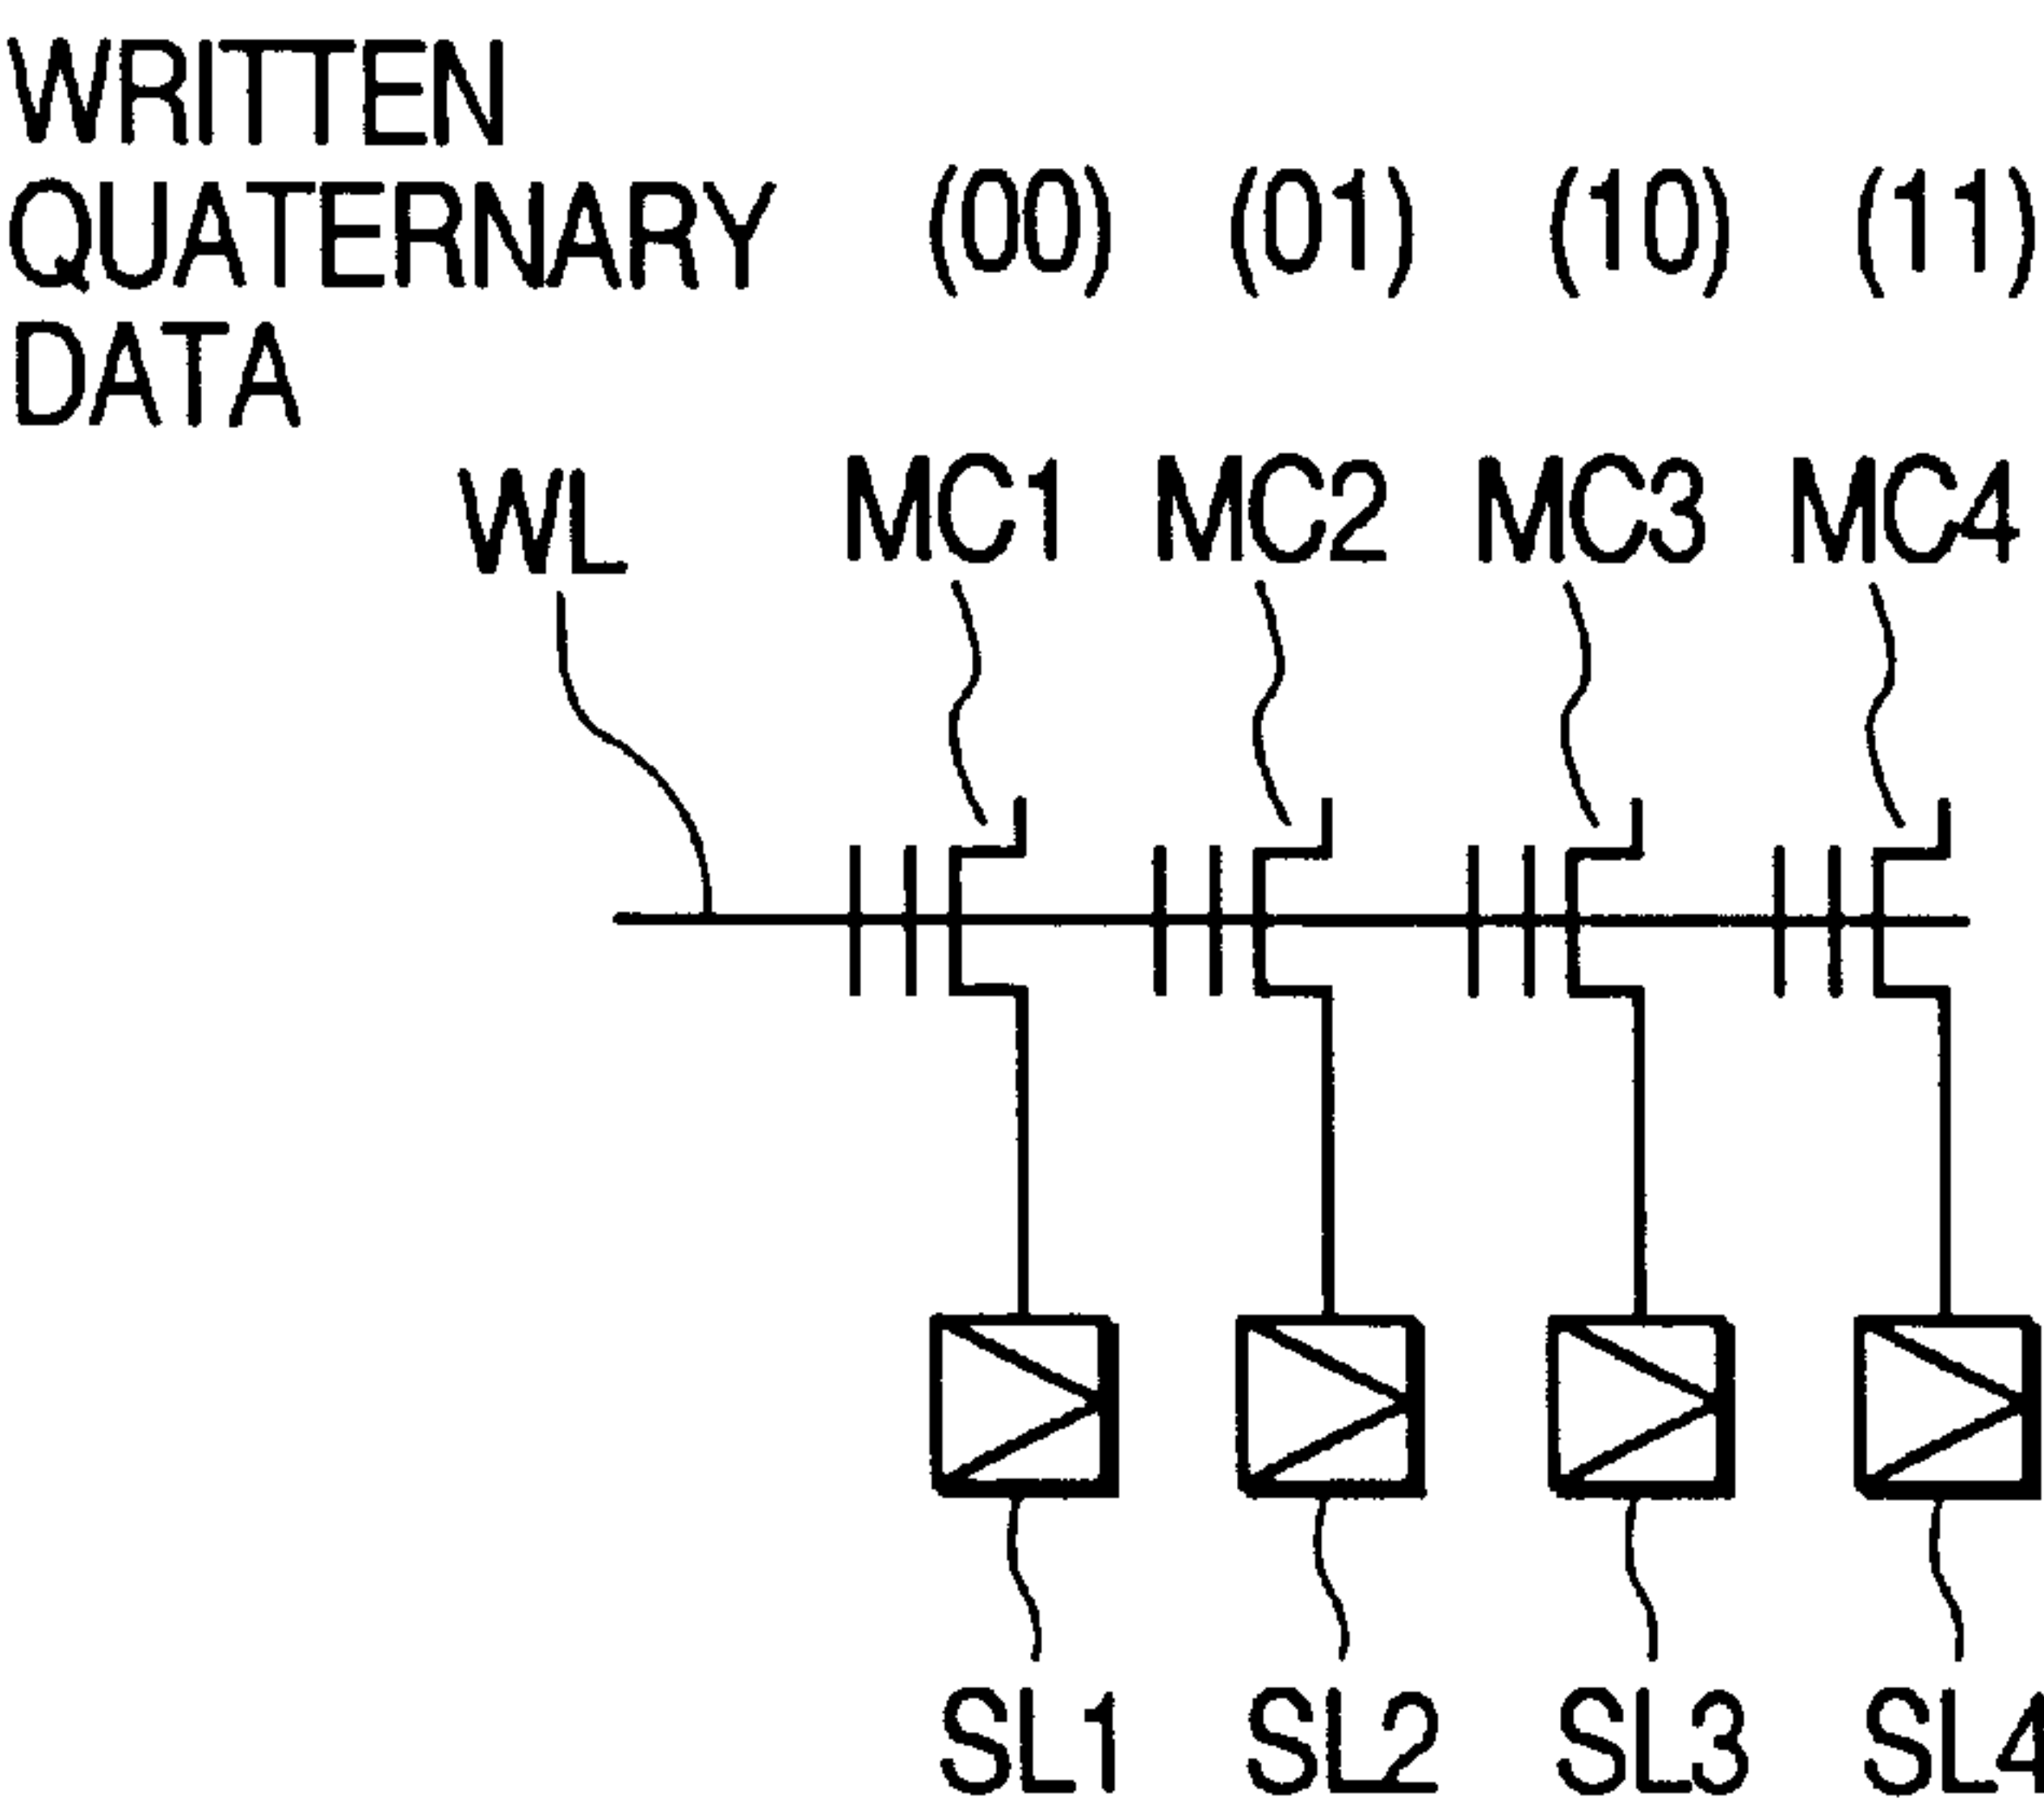 WRITTEN
QUATERNARY (00) (01) (10) (11)
DATA
WL MC1 MC2 MC3 MC4
SL1 SL2 SL3 SL4